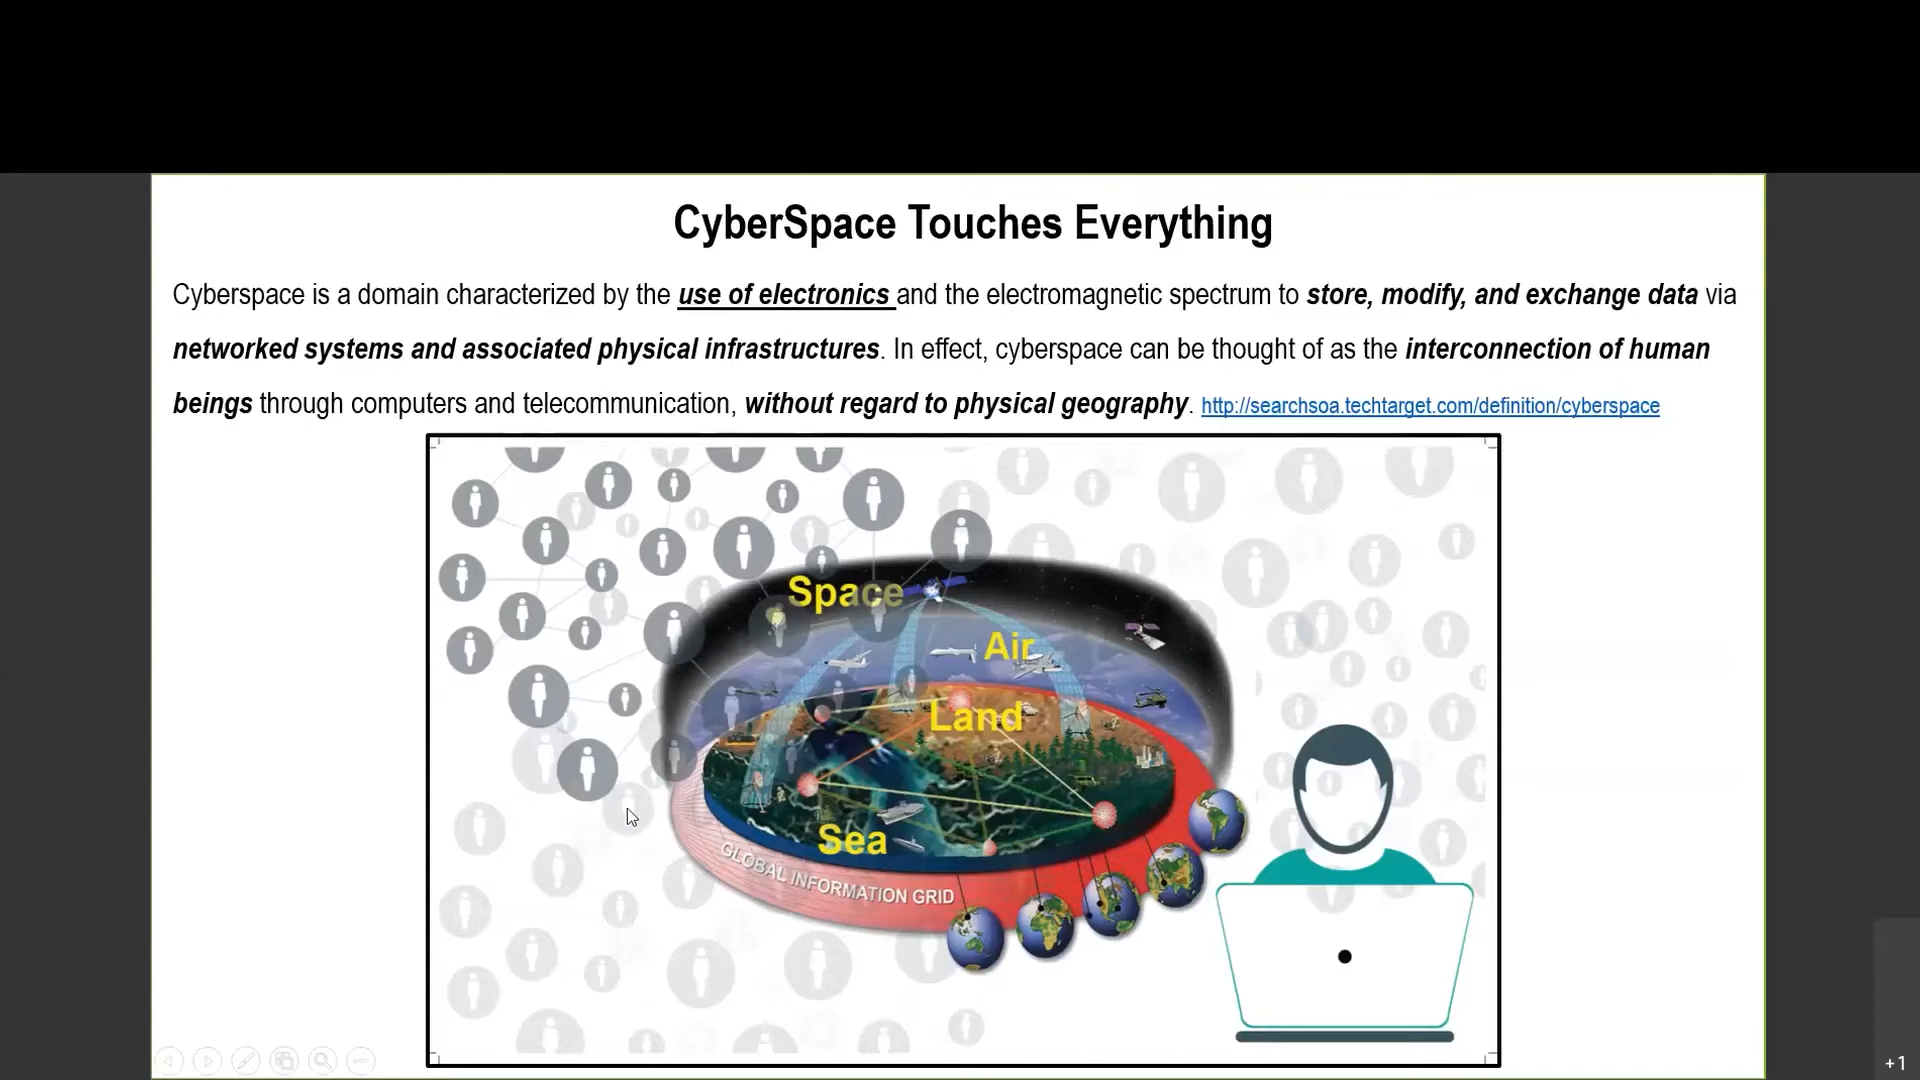 CyberSpace Touches Everything
Cyberspace is a domain characterized by the use of electronics and the electromagnetic spectrum to store, modify, and exchange data via
networked systems and associated physical infrastructures. In effect, cyberspace can be thought of as the interconnection of human
beings through computers and telecommunication, without regard to physical geography. http://searchsoa.techtarget.com/definition/cyberspace
Space
Air
Land
Sea
GLOBAL INFORMATION GRID
+1